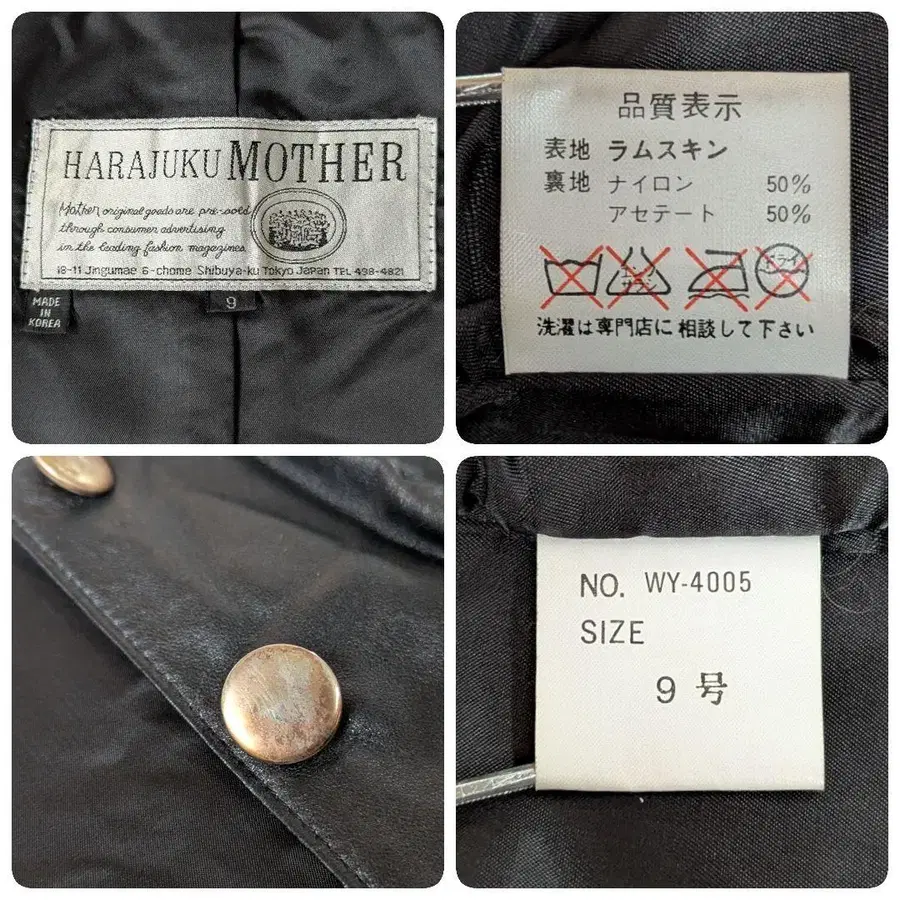 HARAJUKU MOTHER
Mother original goods are pre-sold
through consumer advertising
in the leading fashion magazines
18-11 Jingumae 6-chome Shibuya-ku Tokyo Japan TEL 498-4821
MADE
IN
KOREA
9
品質表示
表地 ラムスキン
裏地 ナイロン 50%
アセテート 50%
ドライ
洗濯は専門店に相談して下さい
NO. WY-4005
SIZE
9号